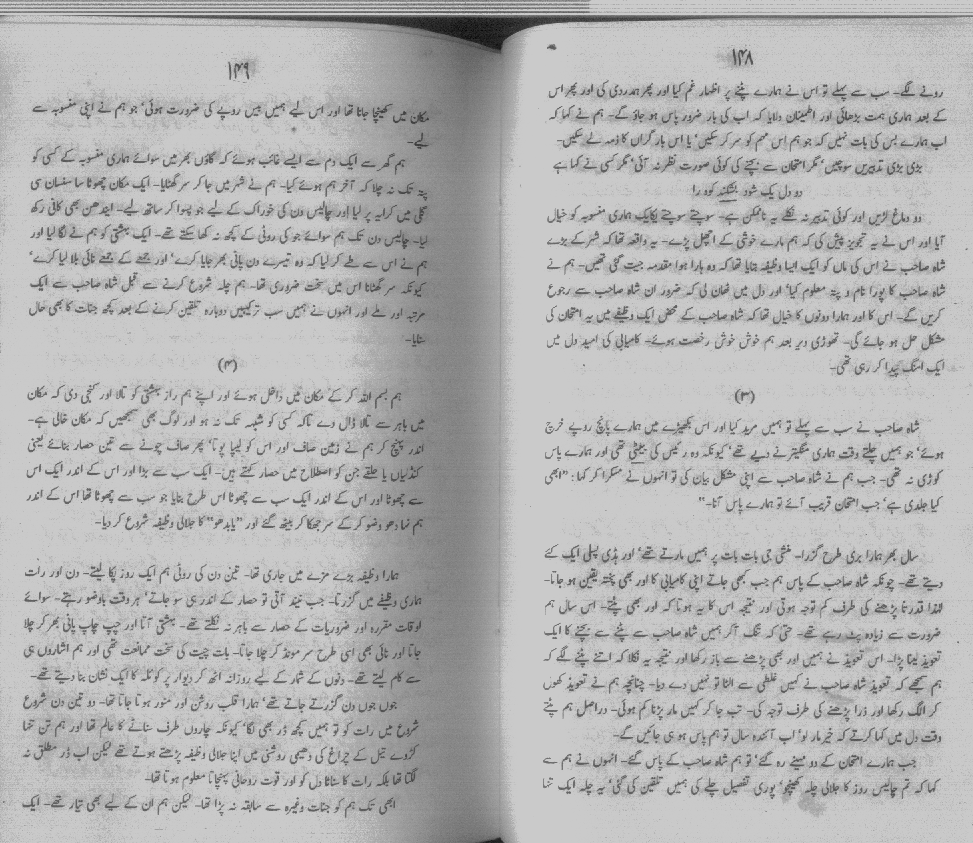 ۱۴۸
رونے لگے۔ سب سے پہلے تو اس نے ہمارے پٹنے پر اظہار غم کیا اور پھر ہمدردی کی اور پھر اس
کے بعد ہماری ہمت بڑھائی اور اطمینان دلایا کہ اب کی بار ضرور پاس ہو جاؤ گے۔ ہم نے کہا کہ
اب ہمارے بس کی بات نہیں کہ جو ہم اس مہم کو سر کر سکیں، یا اس بار گراں کا ذمہ لے سکیں۔
بڑی بڑی تدبیریں سوچیں، مگر امتحان سے بچنے کی کوئی صورت نظر نہ آئی، مگر کسی نے کہا ہے
دو دل یک شود بشکند کوہ را
دو دماغ لڑیں اور کوئی تدبیر نہ نکلے یہ ناممکن ہے۔ سوچتے سوچتے یکایک ہماری منسوبہ کو خیال
آیا اور اس نے یہ تجویز پیش کی کہ ہم مارے خوشی کے اچھل پڑے۔ یہ واقعہ تھا کہ شہر کے بڑے
شاہ صاحب نے اس کی ماں کو ایک ایسا وظیفہ بتایا تھا کہ وہ ہارا ہوا مقدمہ جیت گئی تھیں۔ ہم نے
شاہ صاحب کا پورا نام و پتہ معلوم کیا، اور دل میں ٹھان لی کہ ضرور ان شاہ صاحب سے رجوع
کریں گے۔ اس کا اور ہمارا دونوں کا خیال تھا کہ شاہ صاحب کے محض ایک وظیفے میں یہ امتحان کی
مشکل حل ہو جائے گی۔ تھوڑی دیر بعد ہم خوش خوش رخصت ہوئے۔ کامیابی کی امید دل میں
ایک امنگ پیدا کر رہی تھی۔
(۳)
شاہ صاحب نے سب سے پہلے تو ہمیں مرید کیا اور اس بکھیڑے میں ہمارے پانچ روپے خرچ
ہوئے، جو ہمیں چلتے وقت ہماری منگیتر نے دیے تھے، کیونکہ وہ رئیس کی بیٹی تھی اور ہمارے پاس
کوڑی نہ تھی۔ جب ہم نے شاہ صاحب سے اپنی مشکل بیان کی تو انہوں نے مسکرا کر کہا: "ابھی
کیا جلدی ہے، جب امتحان قریب آئے تو ہمارے پاس آنا۔"
سال بھر ہمارا بری طرح گزرا۔ منشی جی بات بات پر ہمیں مارتے تھے، اور ہڈی پسلی ایک کئے
دیتے تھے۔ چونکہ شاہ صاحب کے پاس ہم جب کبھی جاتے اپنی کامیابی کا اور بھی پختہ یقین ہو جاتا۔
لہٰذا قدرتاً پڑھنے کی طرف کم توجہ ہوتی اور نتیجہ اس کا یہ ہوتا کہ اور بھی پٹتے۔ اس سال ہم
ضرورت سے زیادہ پٹ رہے تھے۔ حتیٰ کہ تنگ آکر ہمیں شاہ صاحب سے پٹنے سے بچنے کا ایک
تعویذ لینا پڑا۔ اس تعویذ نے ہمیں اور بھی پڑھنے سے باز رکھا اور نتیجہ یہ نکلا کہ اتنے پٹنے لگے کہ
ہم سمجھے کہ تعویذ شاہ صاحب نے کہیں غلطی سے الٹا تو نہیں دے دیا۔ چنانچہ ہم نے تعویذ کھول
کر الگ رکھا اور ذرا پڑھنے کی طرف توجہ کی۔ تب جا کر کہیں مار پڑنا کم ہوئی۔ دراصل ہم پٹتے
وقت دل میں کہا کرتے کہ خیر مار لو، اب آئندہ سال تو ہم پاس ہو ہی جائیں گے۔
جب ہمارے امتحان کے دو مہینے رہ گئے، تو ہم شاہ صاحب کے پاس گئے۔ انہوں نے ہم سے
کہا کہ تم چالیس روز کا جلالی چلہ کھینچو، پوری تفصیل چلے کی ہمیں تلقین کی گئی، یہ چلہ ایک تنہا
۱۴۹
مکان میں کھینچا جانا تھا اور اس لیے ہمیں بیس روپے کی ضرورت ہوئی، جو ہم نے اپنی منسوبہ سے
لیے۔
ہم گھر سے ایک دم سے ایسے غائب ہوئے کہ گاؤں بھر میں سوائے ہماری منسوبہ کے کسی کو
پتہ تک نہ چلا کہ آخر ہم ہوئے کیا۔ ہم نے شہر میں جا کر سر گھٹایا۔ ایک مکان چھوٹا سا سنسان سی
گلی میں کرایہ پر لیا اور چالیس دن کی خوراک کے لیے جو پسوا کر ساتھ لیے۔ ایندھن بھی کافی رکھ
لیا۔ چالیس دن تک ہم سوائے جو کی روٹی کے کچھ نہ کھا سکتے تھے۔ ایک بہشتی کو ہم نے لگا لیا اور
ہم نے اس سے طے کر لیا کہ وہ تیسرے دن پانی بھر جایا کرے، اور جمعے کے جمعے نائی بلا لیا کرے،
کیونکہ سر گھٹانا اس میں سخت ضروری تھا۔ ہم چلہ شروع کرنے سے قبل شاہ صاحب سے ایک
مرتبہ اور ملے اور انہوں نے ہمیں سب ترکیبیں دوبارہ تلقین کرنے کے بعد کچھ جنات کا بھی حال
سنایا۔
(۴)
ہم بسم اللہ کر کے مکان میں داخل ہوئے اور اپنے ہم راز بہشتی کو تالا اور کنجی دی کہ مکان
میں باہر سے تالا ڈال دے تاکہ کسی کو شبہہ تک نہ ہو اور لوگ بھی سمجھیں کہ مکان خالی ہے۔
اندر پہنچ کر ہم نے زمین صاف اور اس کو لیپا پوتا، پھر صاف چونے سے تین حصار بنائے یعنی
کنڈلیاں یا حلقے جن کو اصطلاح میں حصار کہتے ہیں۔ ایک سب سے بڑا اور اس کے اندر ایک اس
سے چھوٹا اور اس کے اندر ایک سب سے چھوٹا اس طرح بنایا جو سب سے چھوٹا تھا اس کے اندر
ہم نہا دھو وضو کر کے سر جھکا کر بیٹھ گئے اور "یابدھو" کا جلالی وظیفہ شروع کر دیا۔
ہمارا وظیفہ بڑے مزے میں جاری تھا۔ تین دن کی روٹی ہم ایک روز پکا لیتے۔ دن اور رات
ہماری وظیفے میں گزرتا۔ جب نیند آتی تو حصار کے اندر ہی سو جاتے، ہر وقت باوضو رہتے۔ سوائے
اوقات مقررہ اور ضروریات کے حصار سے باہر نہ نکلتے تھے۔ بہشتی آتا اور چپ چاپ پانی بھر کر چلا
جاتا اور نائی بھی اسی طرح سر مونڈ کر چلا جاتا۔ بات چیت کی سخت ممانعت تھی اور ہم اشاروں ہی
سے کام لیتے تھے۔ دنوں کے شمار کے لیے روزانہ اٹھ کر دیوار پر کوئلہ کا ایک نشان بنا دیتے تھے۔
جوں جوں دن گزرتے جاتے تھے، ہمارا قلب روشن اور منور ہوتا جاتا تھا۔ دو تین دن شروع
شروع میں رات کو تو ہمیں کچھ ڈر بھی لگا، کیونکہ چاروں طرف سناٹے کا عالم تھا اور ہم تن تنہا
کڑوے تیل کے چراغ کی دھیمی روشنی میں اپنا جلالی وظیفہ پڑھتے ہوتے تھے لیکن اب ڈر مطلق نہ
لگتا تھا بلکہ رات کا سناٹا دل کو اور قوت روحانی پہنچاتا معلوم ہوتا تھا۔
ابھی تک ہم کو جنات وغیرہ سے سابقہ نہ پڑا تھا۔ لیکن ہم ان کے لیے بھی تیار تھے۔ ایک